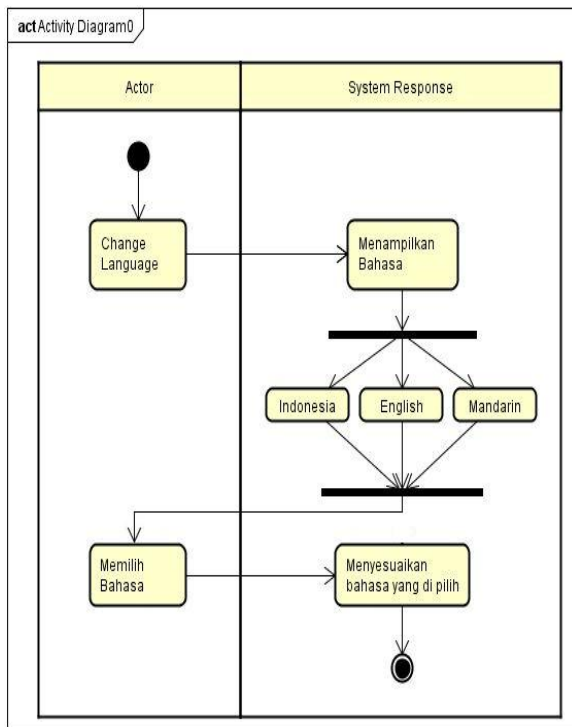 act Activity Diagram0
Actor
System Response
Change
Language
Menampilkan
Bahasa
Indonesia
English
Mandarin
Memilih
Bahasa
Menyesuaikan
bahasa yang di pilih